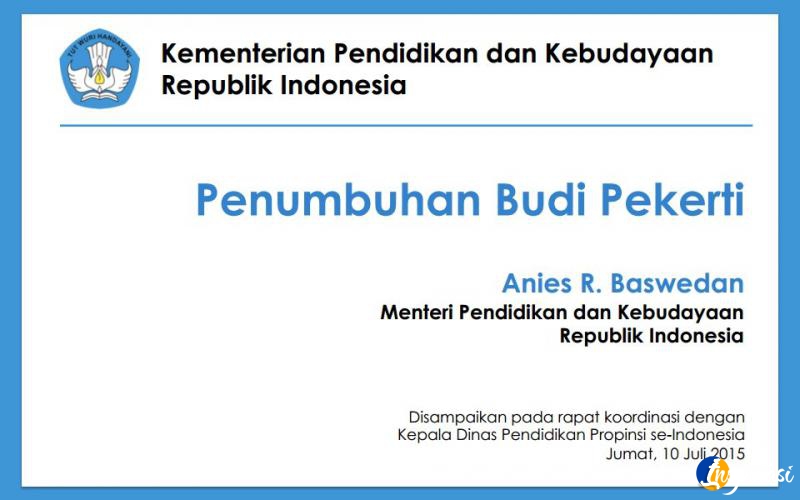 TUT WURI HANDAYANI
Kementerian Pendidikan dan Kebudayaan
Republik Indonesia
Penumbuhan Budi Pekerti
Anies R. Baswedan
Menteri Pendidikan dan Kebudayaan
Republik Indonesia
Disampaikan pada rapat koordinasi dengan
Kepala Dinas Pendidikan Propinsi se-Indonesia
Jumat, 10 Juli 2015